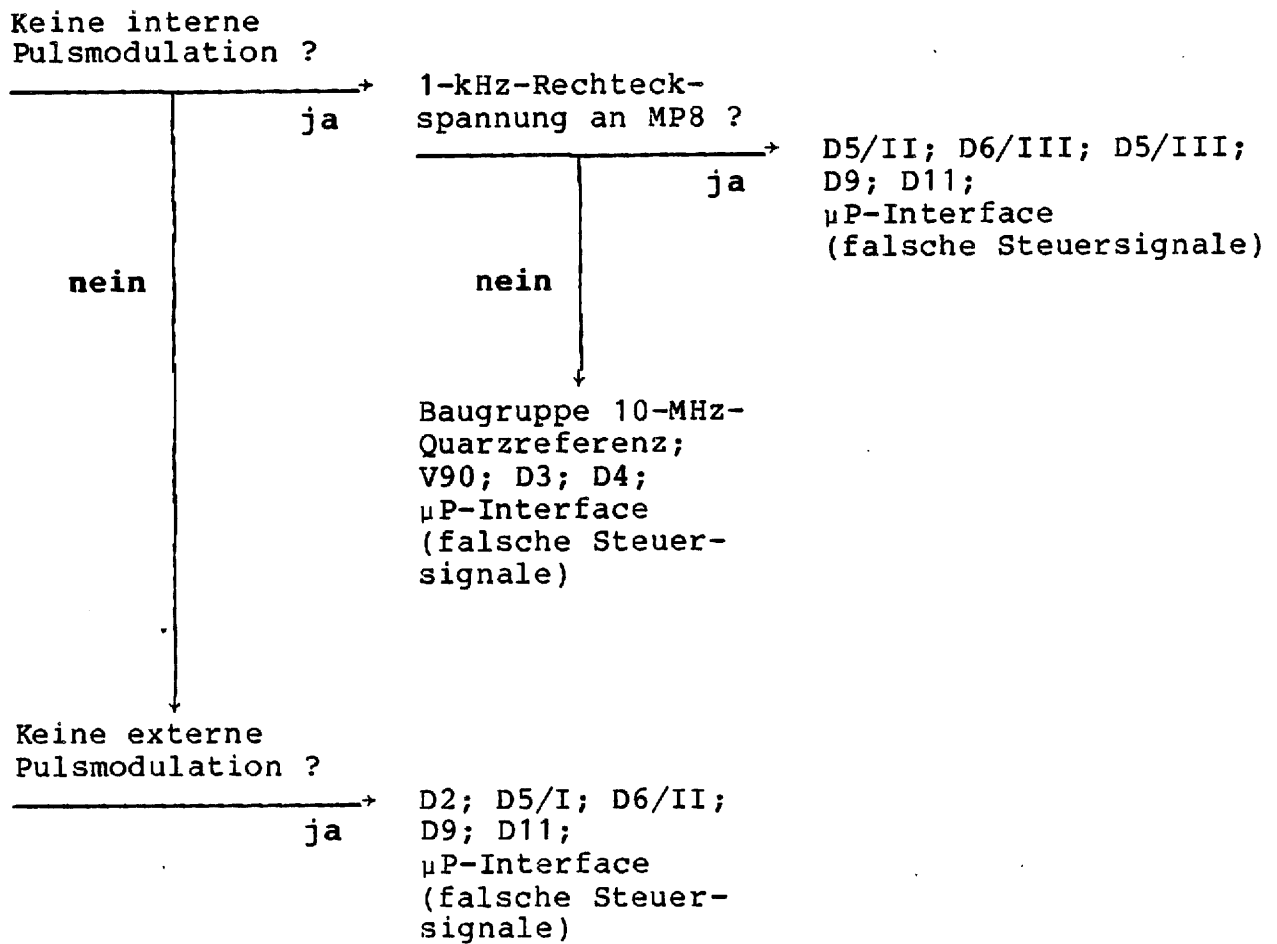 Keine interne
Pulsmodulation ?
ja
1-kHz-Rechteck-
spannung an MP8 ?
ja
D5/II; D6/III; D5/III;
D9; D11;
µP-Interface
(falsche Steuersignale)
nein
nein
Baugruppe 10-MHz-
Quarzreferenz;
V90; D3; D4;
µP-Interface
(falsche Steuer-
signale)
Keine externe
Pulsmodulation ?
ja
D2; D5/I; D6/II;
D9; D11;
µP-Interface
(falsche Steuer-
signale)